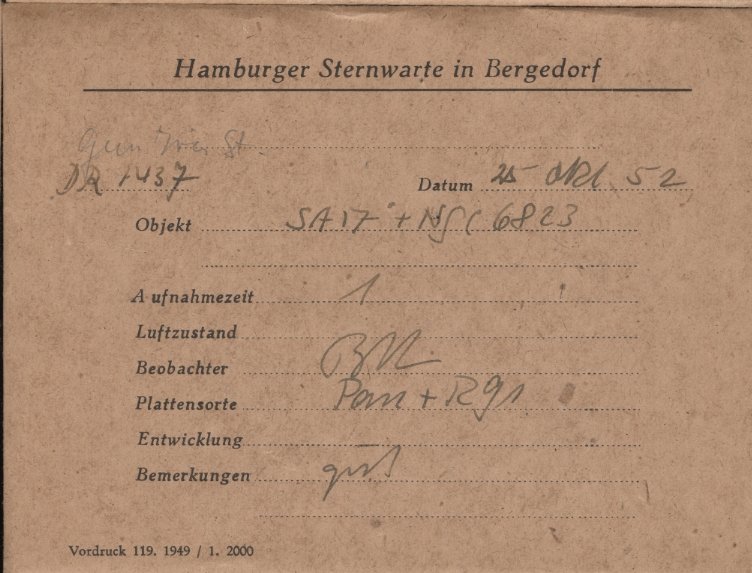 Hamburger Sternwarte in Bergedorf
DR 1437
Datum 25 Okt. 52
Objekt SA 17 + NGC 6823
Aufnahmezeit 1
Luftzustand
Beobachter
Plattensorte Pan + Rg1
Entwicklung
Bemerkungen gut
Vordruck 119. 1949 / 1. 2000